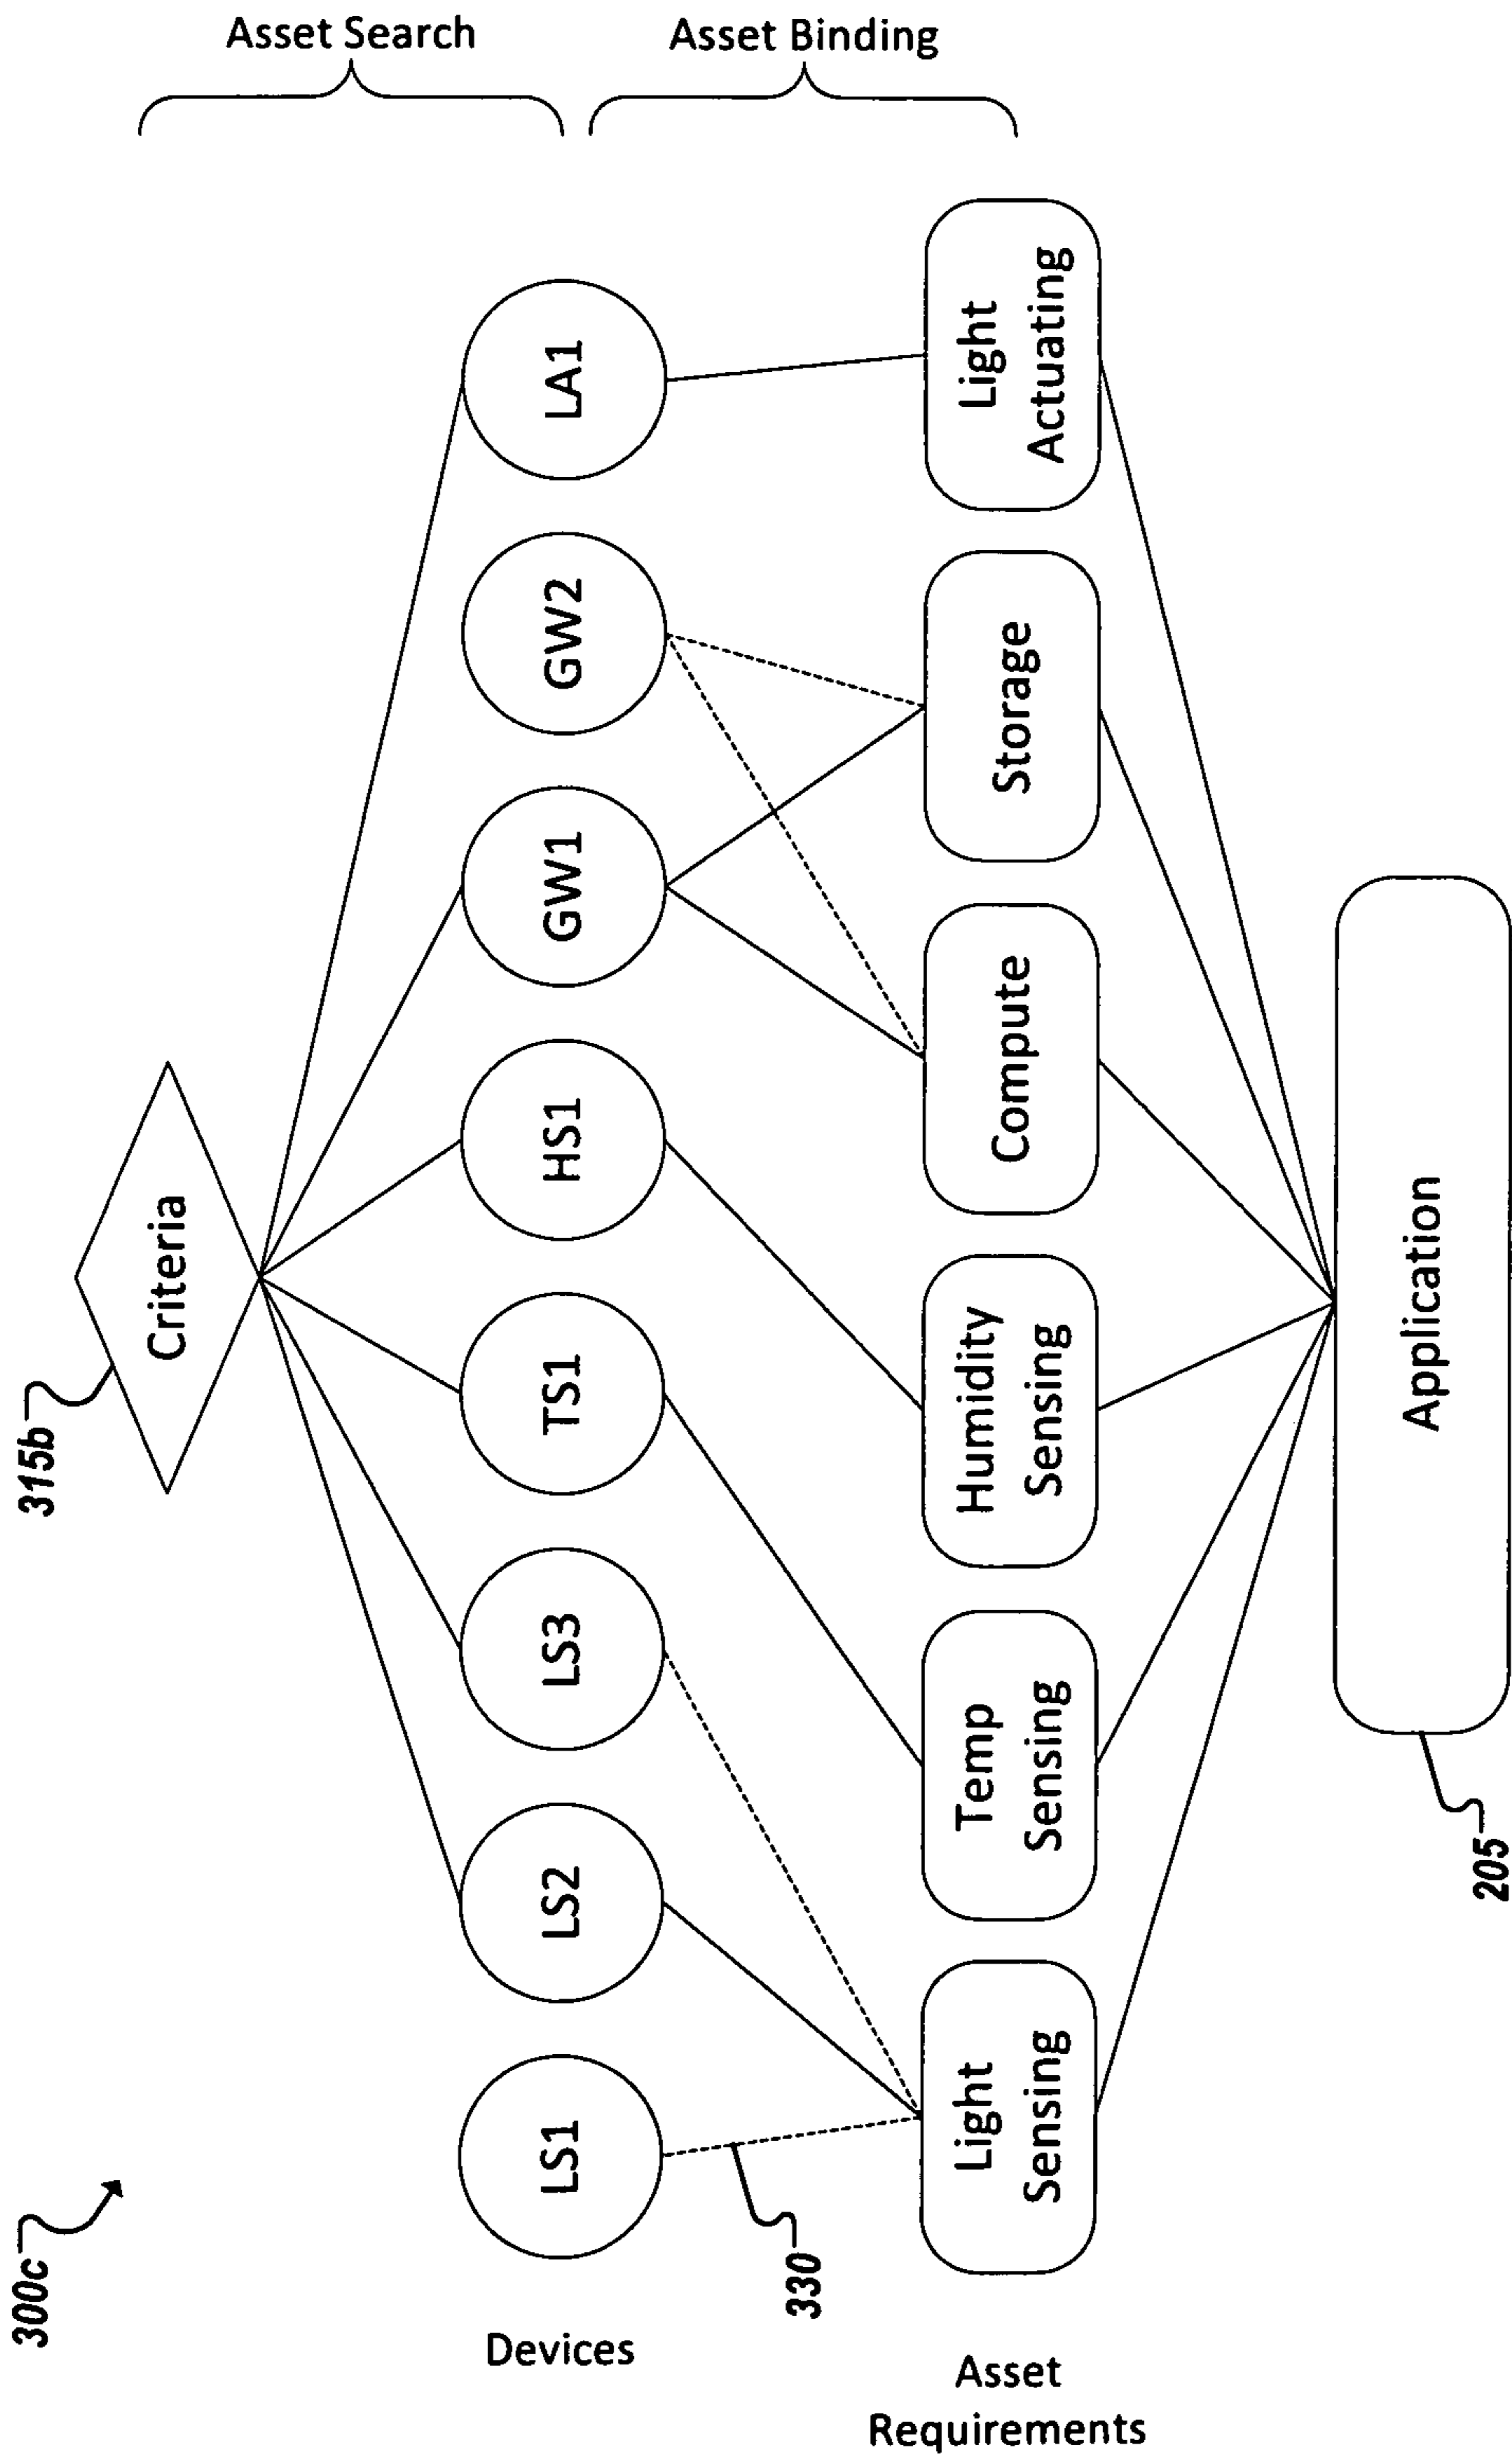 300c
315b
Criteria
Asset Search
Devices
LS1
LS2
LS3
TS1
HS1
GW1
GW2
LA1
330
Asset Binding
Asset
Requirements
Light
Sensing
Temp
Sensing
Humidity
Sensing
Compute
Storage
Light
Actuating
Application
205